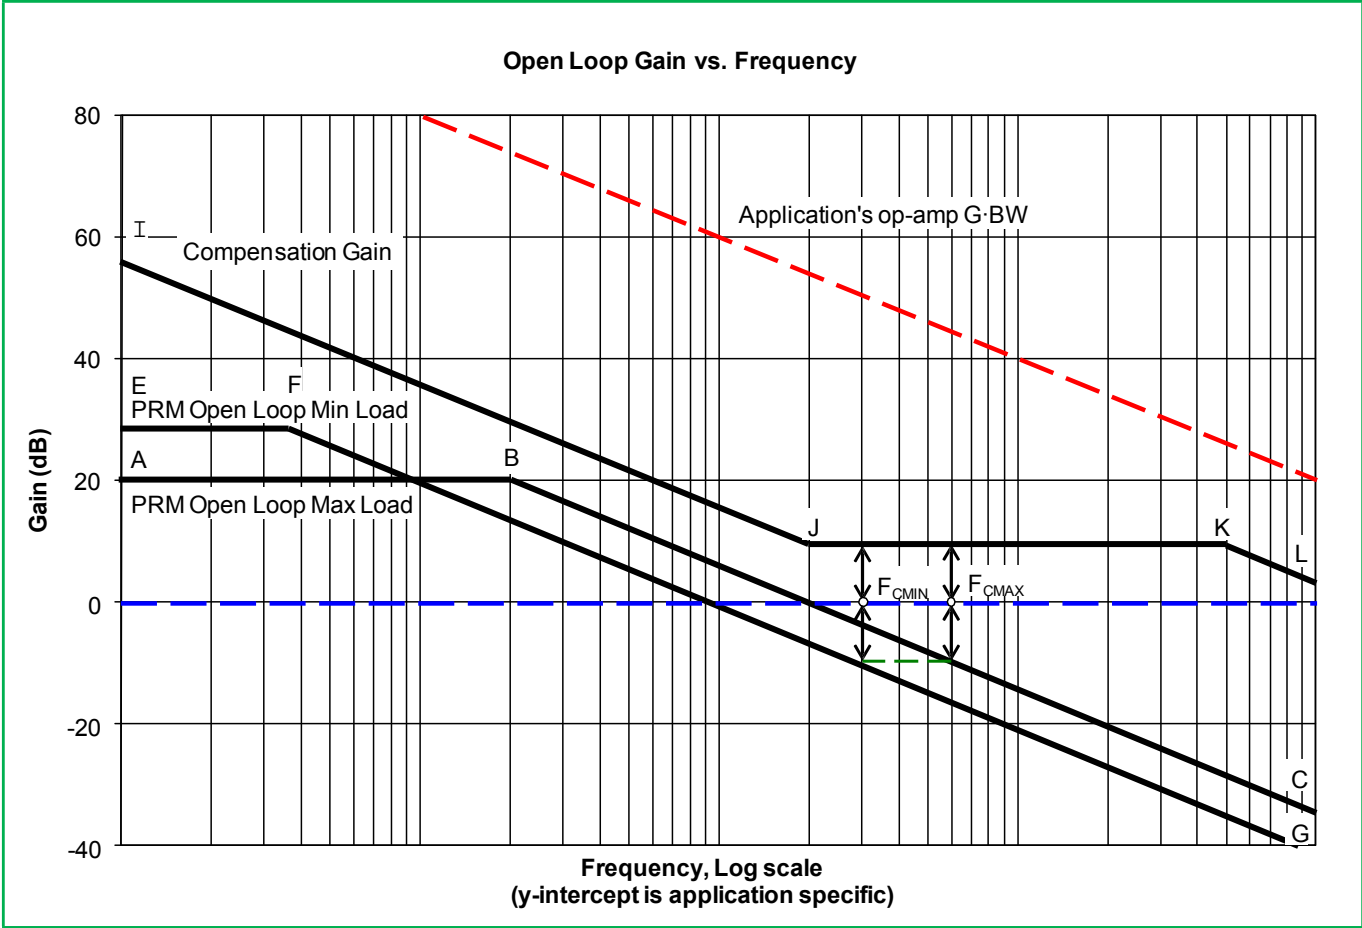 Open Loop Gain vs. Frequency
80
Application's op-amp G·BW
I
60
Compensation Gain
40
E
F
PRM Open Loop Min Load
A
B
20
PRM Open Loop Max Load
J
K
L
F_CMIN
F_CMAX
0
-20
C
G
-40
Gain (dB)
Frequency, Log scale
(y-intercept is application specific)